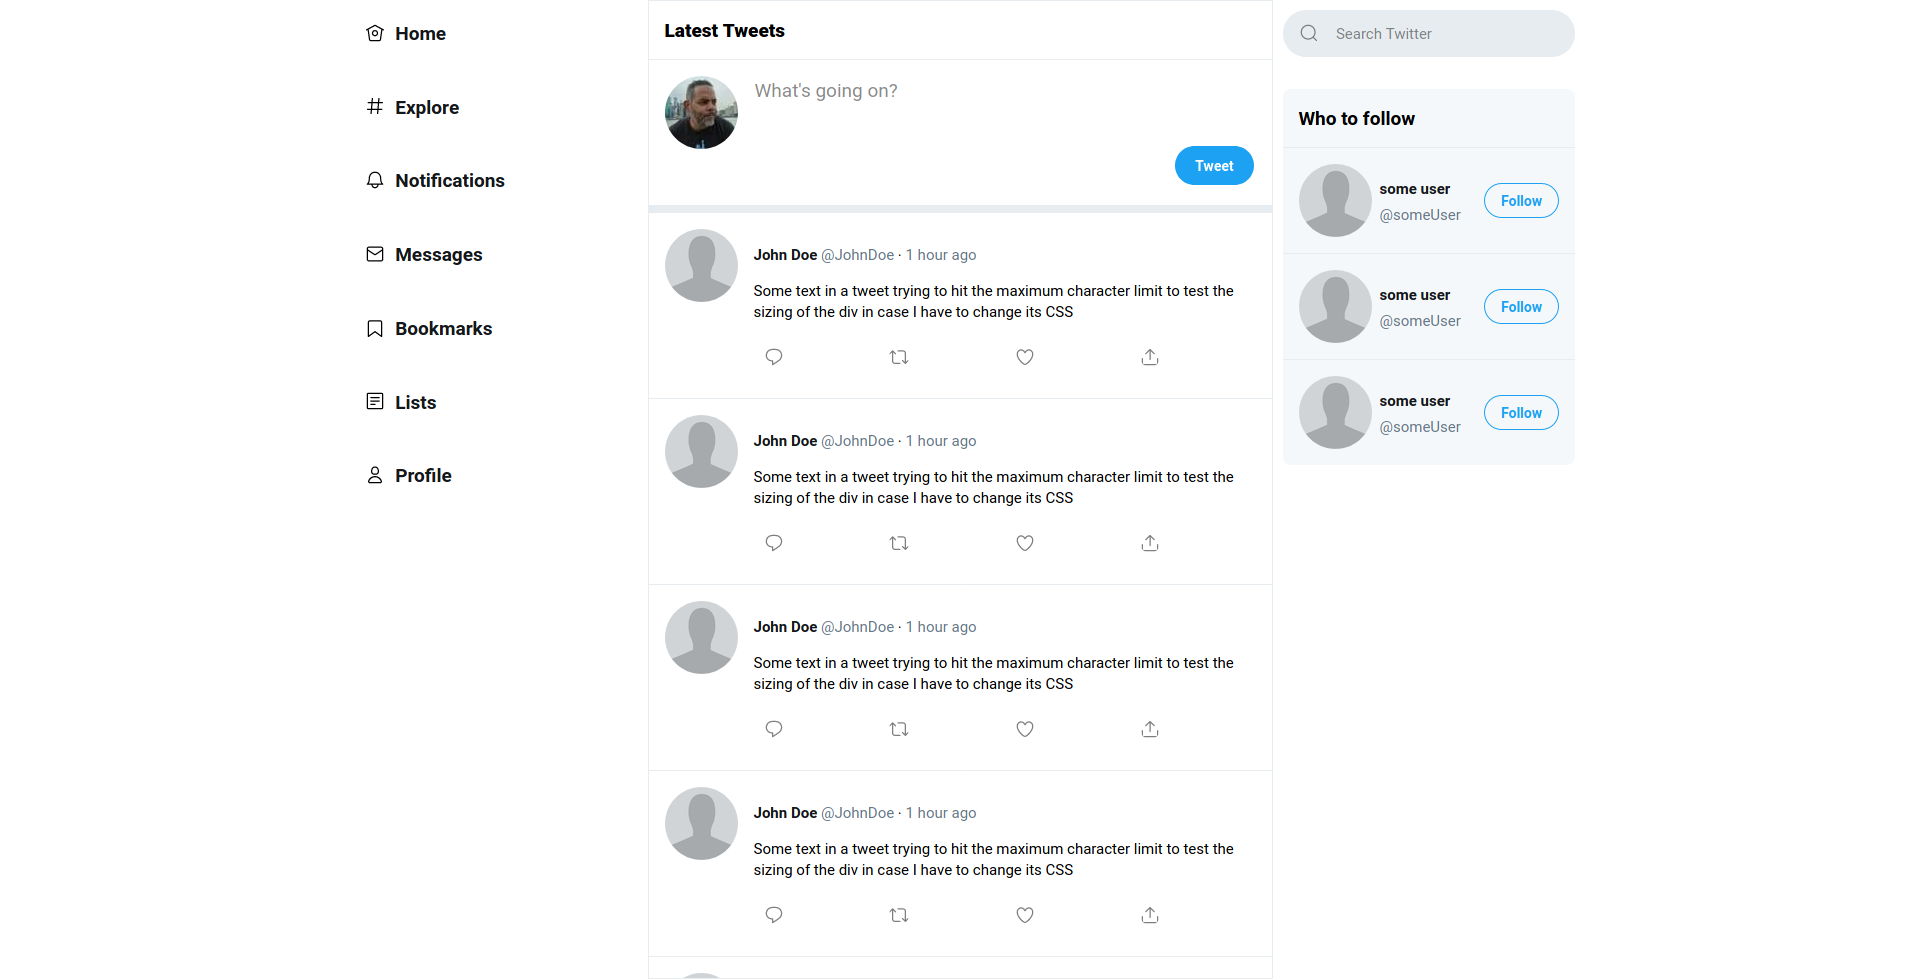 Home
Explore
Notifications
Messages
Bookmarks
Lists
Profile
Latest Tweets
What's going on?
Tweet
John Doe @JohnDoe · 1 hour ago
Some text in a tweet trying to hit the maximum character limit to test the
sizing of the div in case I have to change its CSS
John Doe @JohnDoe · 1 hour ago
Some text in a tweet trying to hit the maximum character limit to test the
sizing of the div in case I have to change its CSS
John Doe @JohnDoe · 1 hour ago
Some text in a tweet trying to hit the maximum character limit to test the
sizing of the div in case I have to change its CSS
John Doe @JohnDoe · 1 hour ago
Some text in a tweet trying to hit the maximum character limit to test the
sizing of the div in case I have to change its CSS
Search Twitter
Who to follow
some user
@someUser
Follow
some user
@someUser
Follow
some user
@someUser
Follow